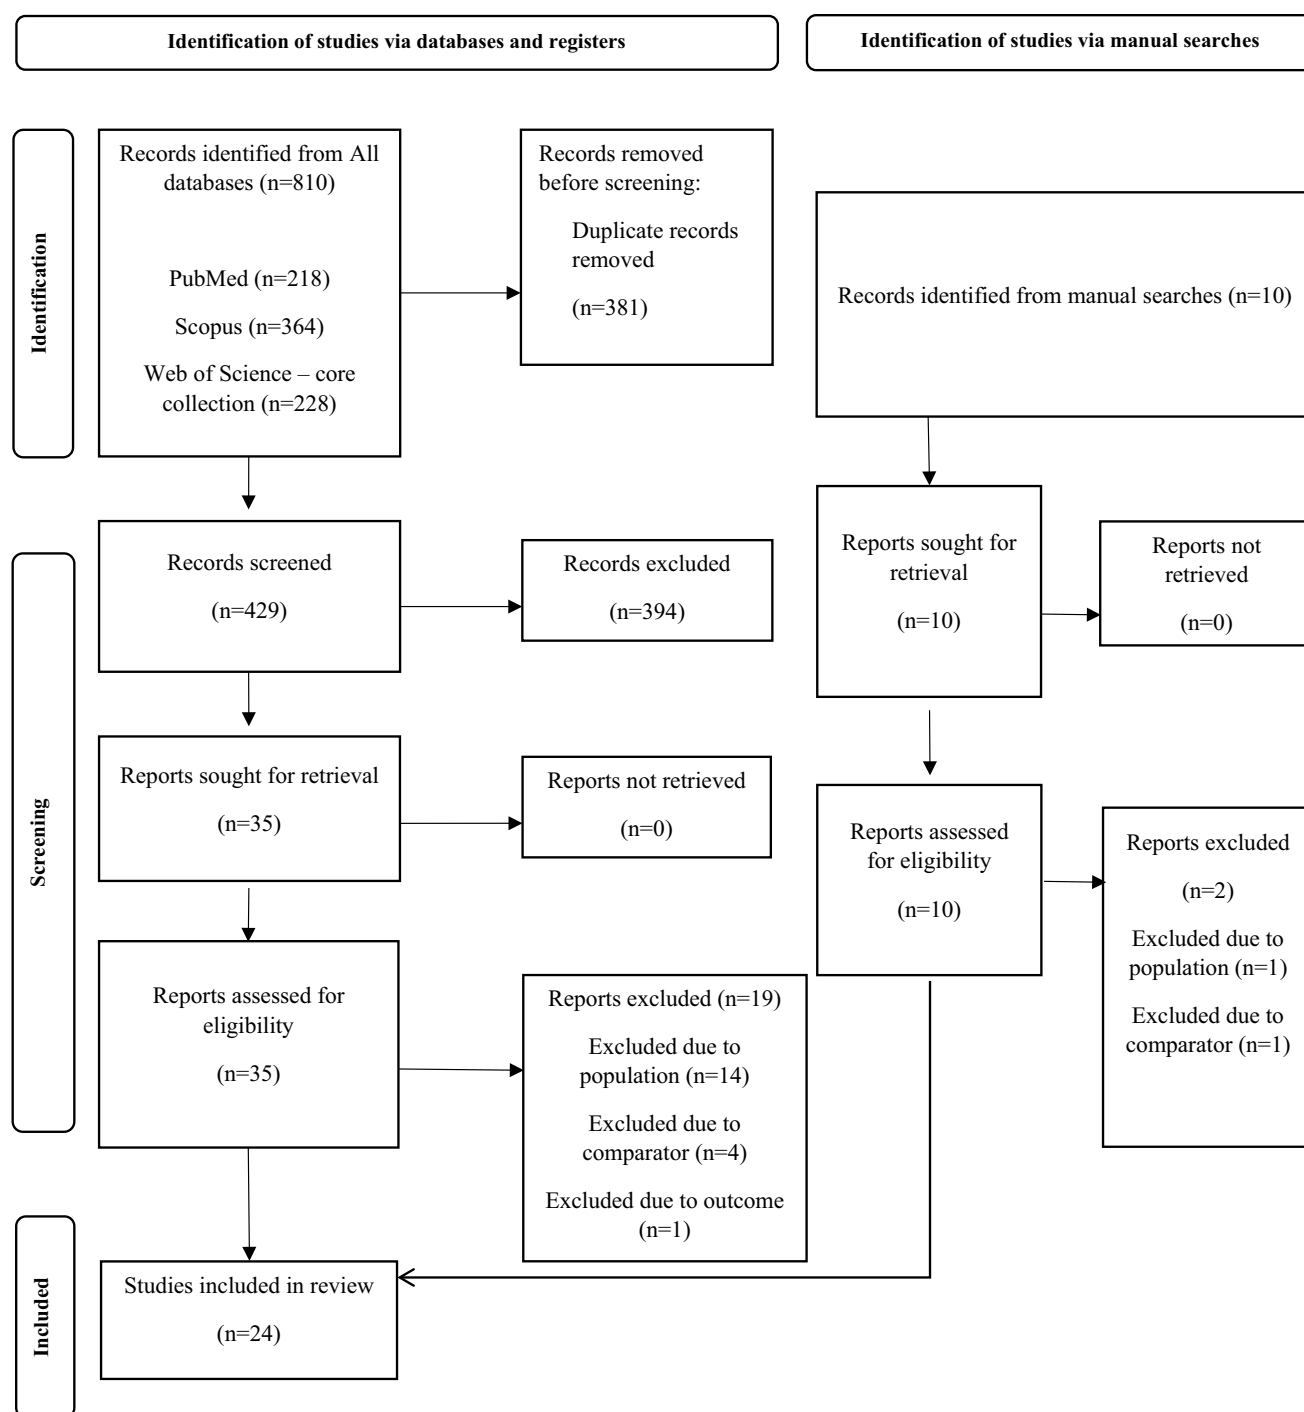 Identification of studies via databases and registers
Identification of studies via manual searches
Identification
Records identified from All
databases (n=810)
PubMed (n=218)
Scopus (n=364)
Web of Science – core
collection (n=228)
Records removed
before screening:
Duplicate records
removed
(n=381)
Records identified from manual searches (n=10)
Screening
Records screened
(n=429)
Records excluded
(n=394)
Reports sought for
retrieval
(n=10)
Reports not
retrieved
(n=0)
Reports sought for retrieval
(n=35)
Reports not retrieved
(n=0)
Reports assessed
for eligibility
(n=10)
Reports excluded
(n=2)
Excluded due to
population (n=1)
Excluded due to
comparator (n=1)
Reports assessed for
eligibility
(n=35)
Reports excluded (n=19)
Excluded due to
population (n=14)
Excluded due to
comparator (n=4)
Excluded due to outcome
(n=1)
Included
Studies included in review
(n=24)